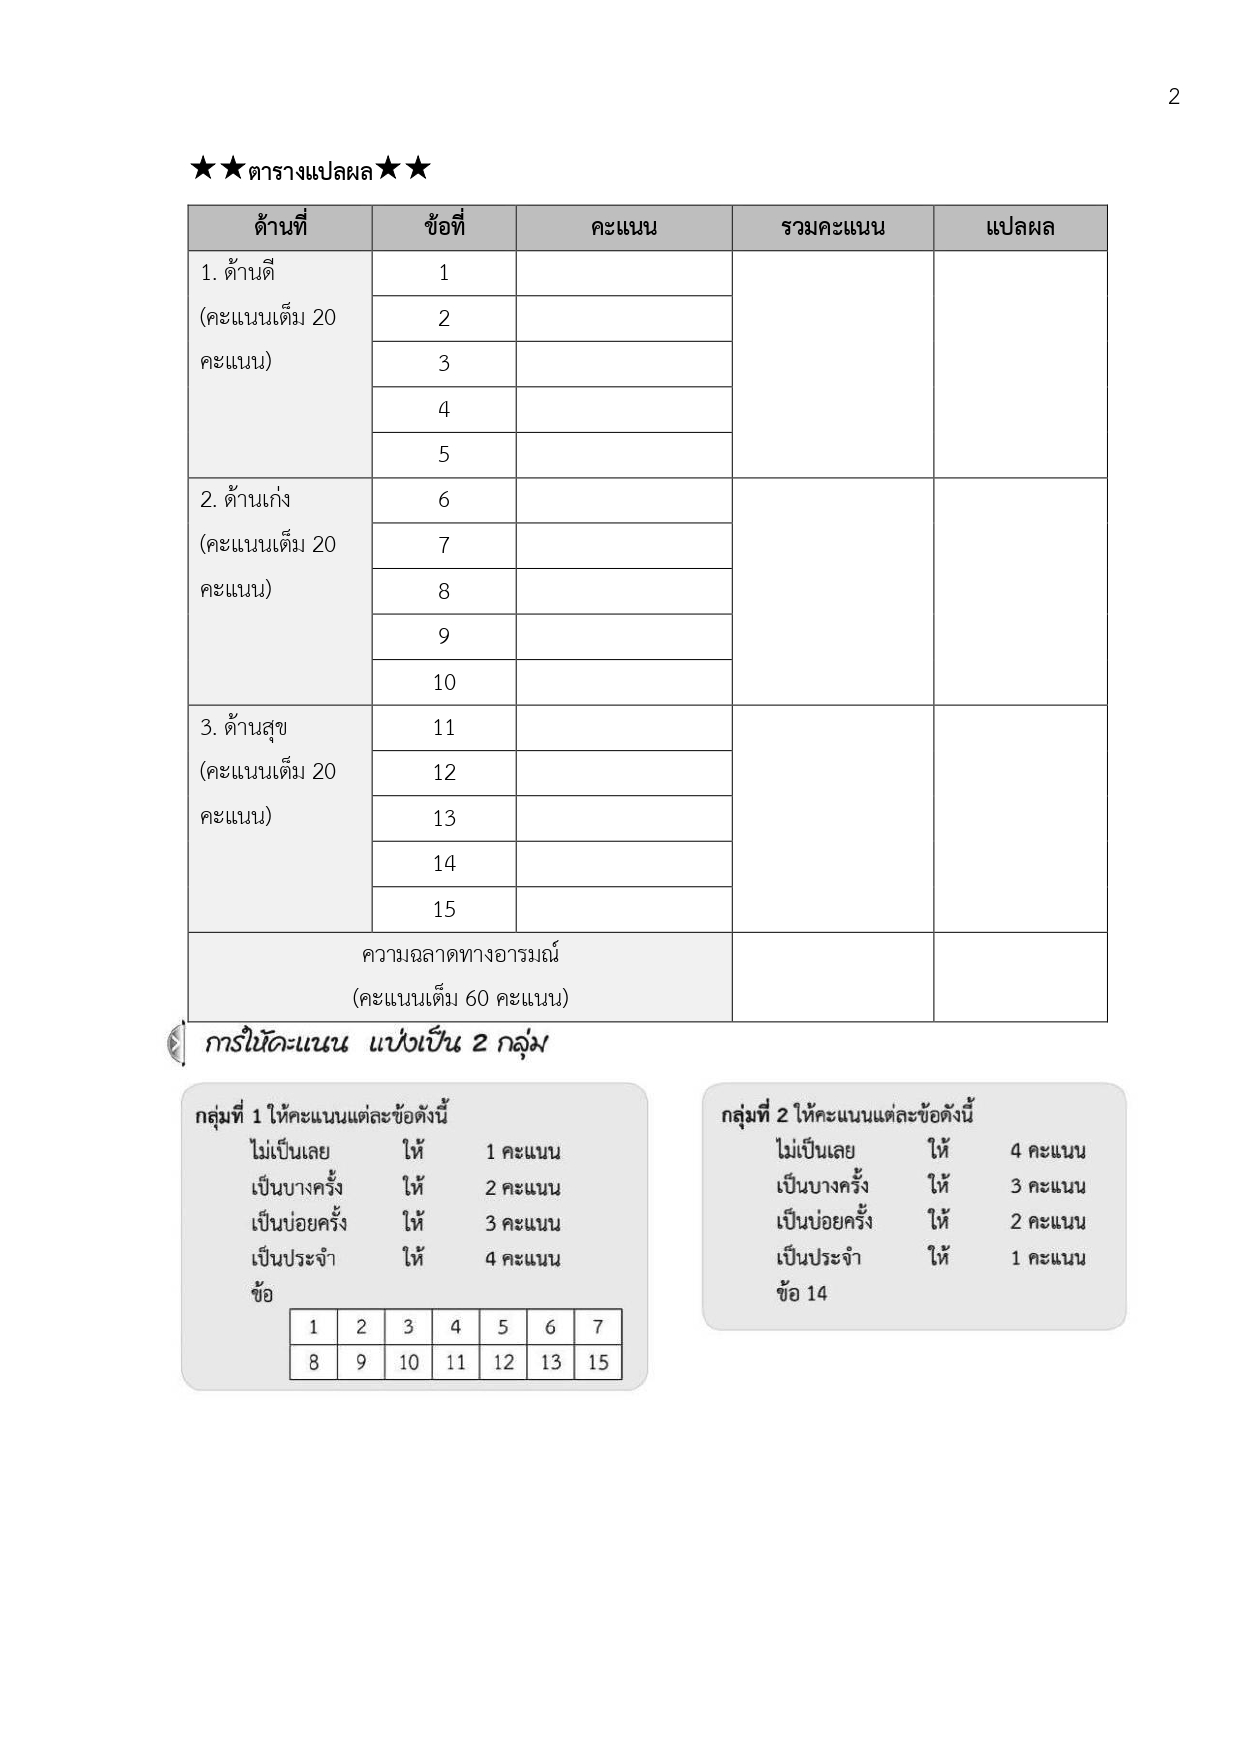 2
★★ตารางแปลผล★★
ด้านที่ ข้อที่ คะแนน รวมคะแนน แปลผล
1. ด้านดี 1
(คะแนนเต็ม 20 2
คะแนน) 3
4
5
2. ด้านเก่ง 6
(คะแนนเต็ม 20 7
คะแนน) 8
9
10
3. ด้านสุข 11
(คะแนนเต็ม 20 12
คะแนน) 13
14
15
ความฉลาดทางอารมณ์
(คะแนนเต็ม 60 คะแนน)
การให้คะแนน แบ่งเป็น 2 กลุ่ม
กลุ่มที่ 1 ให้คะแนนแต่ละข้อดังนี้
ไม่เป็นเลย ให้ 1 คะแนน
เป็นบางครั้ง ให้ 2 คะแนน
เป็นบ่อยครั้ง ให้ 3 คะแนน
เป็นประจำ ให้ 4 คะแนน
ข้อ
1 2 3 4 5 6 7
8 9 10 11 12 13 15
กลุ่มที่ 2 ให้คะแนนแต่ละข้อดังนี้
ไม่เป็นเลย ให้ 4 คะแนน
เป็นบางครั้ง ให้ 3 คะแนน
เป็นบ่อยครั้ง ให้ 2 คะแนน
เป็นประจำ ให้ 1 คะแนน
ข้อ 14